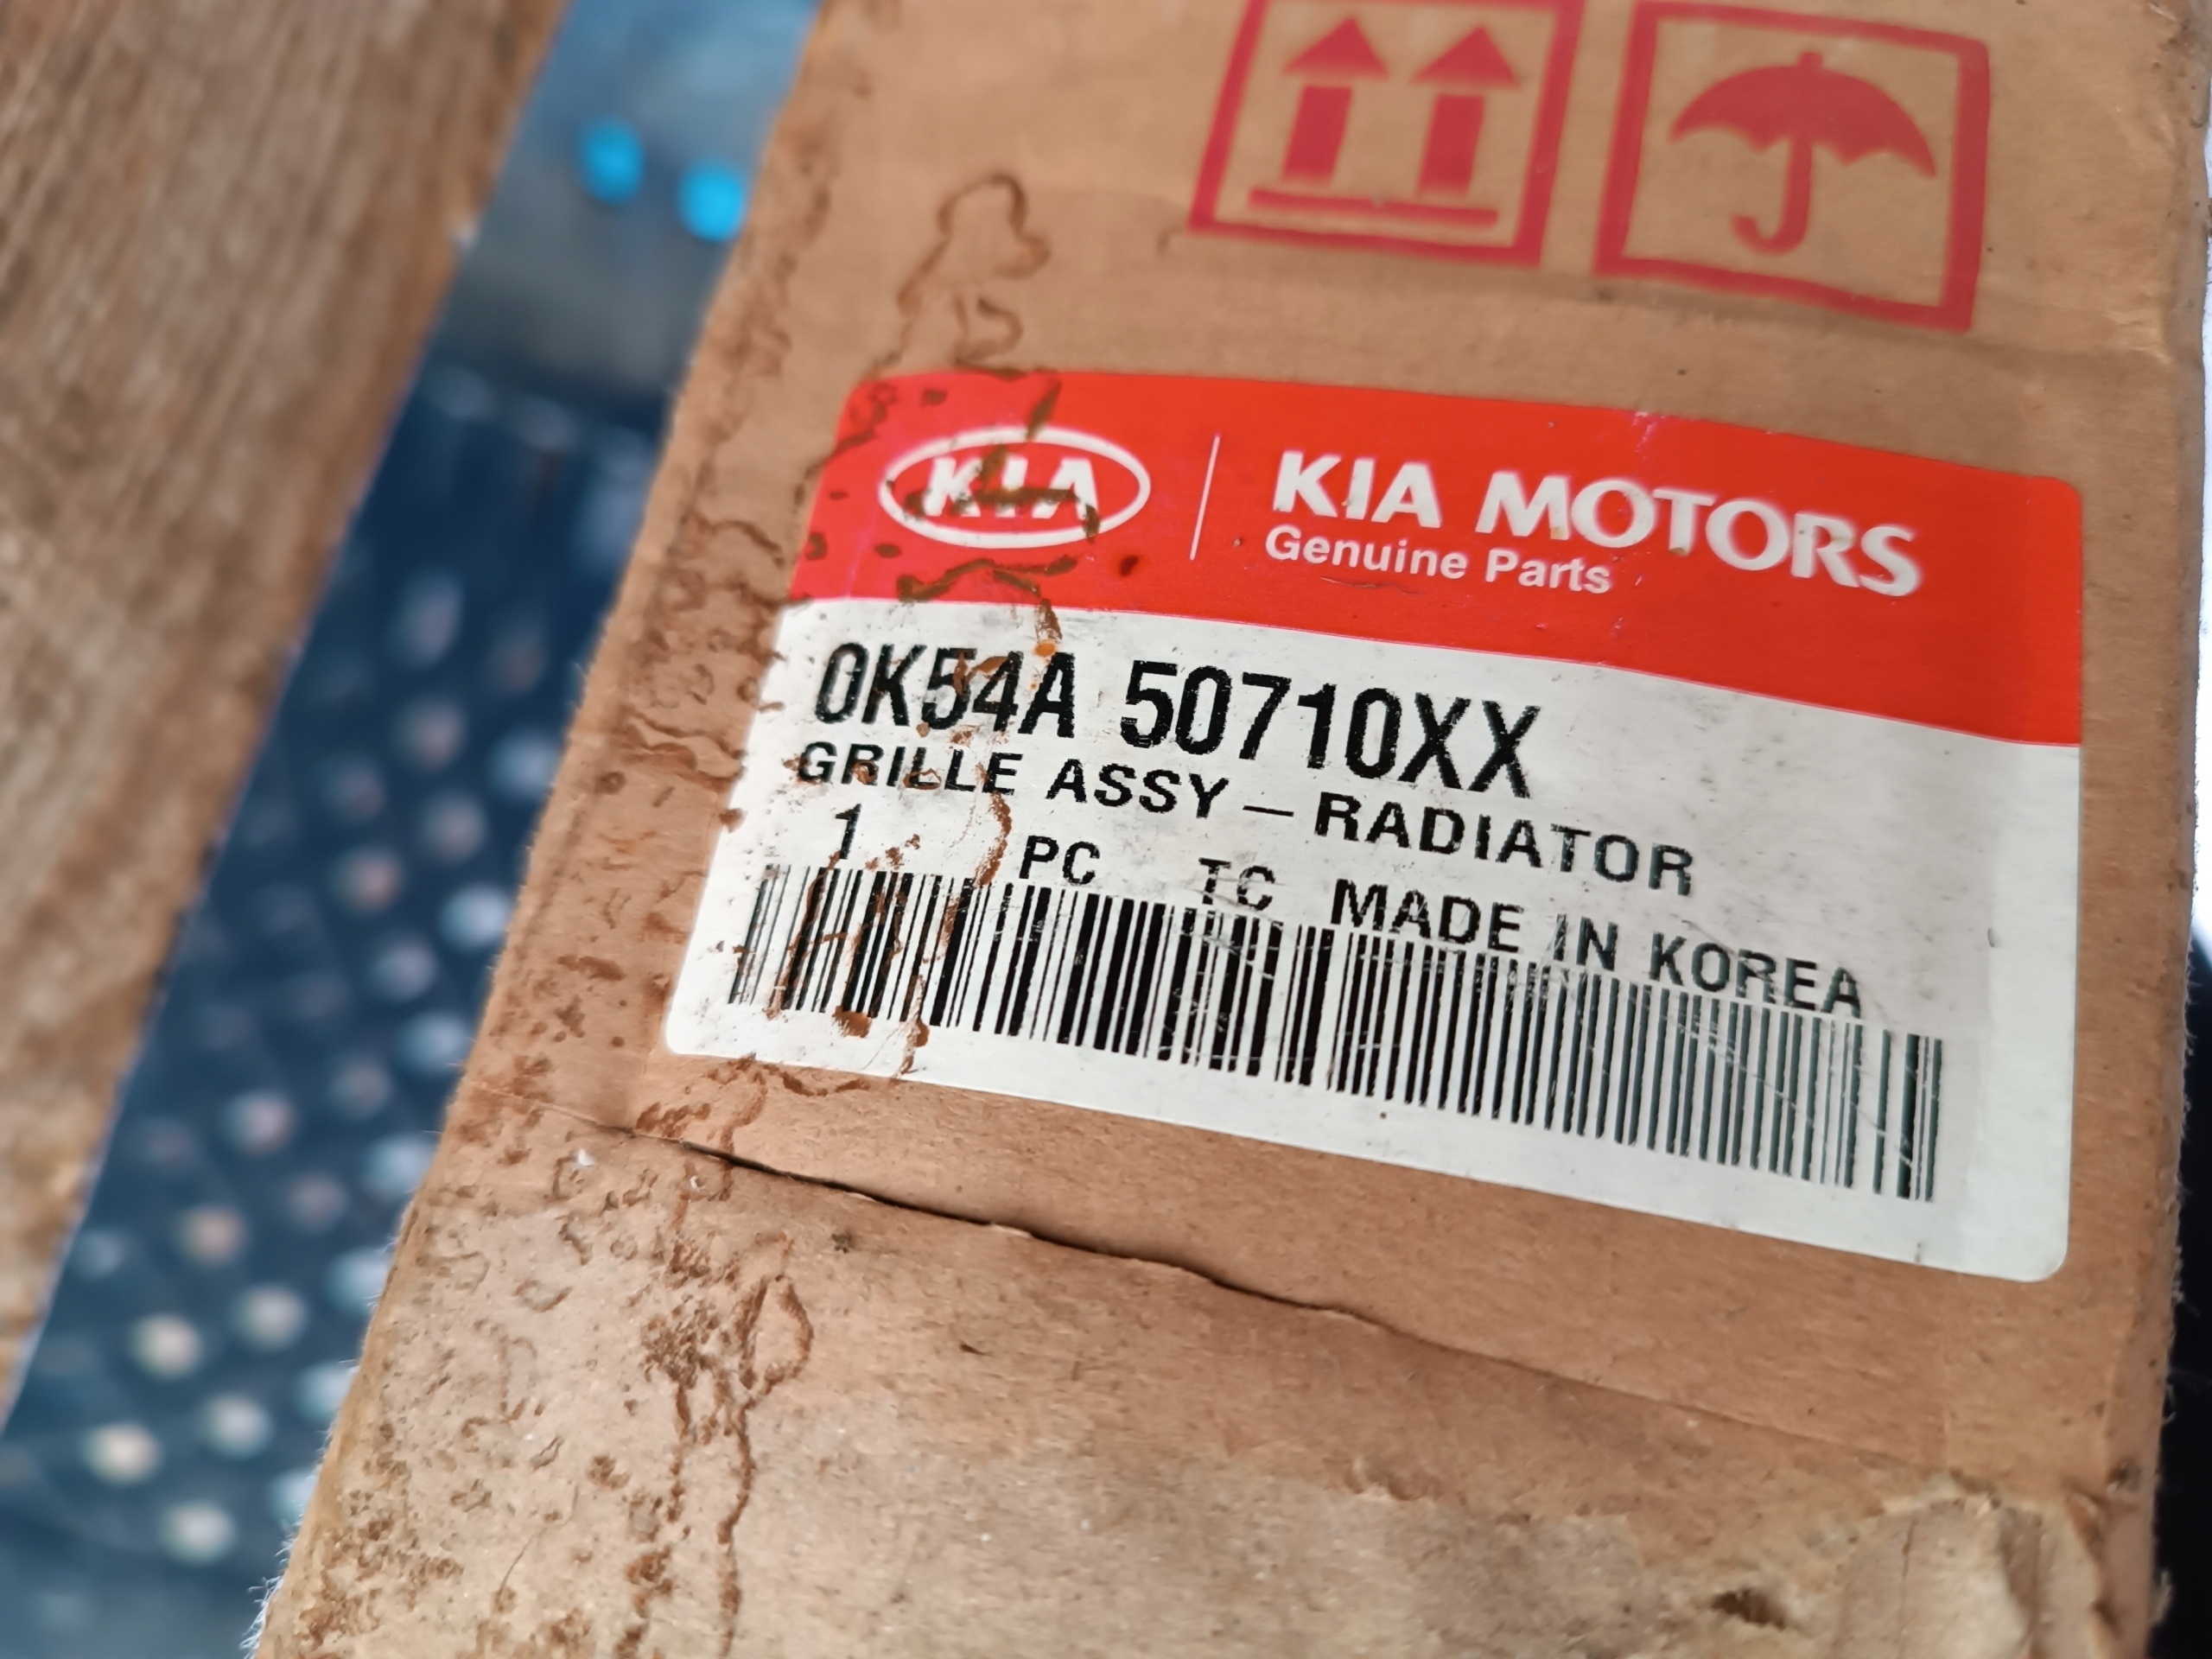 KIA
KIA MOTORS
Genuine Parts
0K54A 50710XX
GRILLE ASSY – RADIATOR
1 PC TC MADE IN KOREA